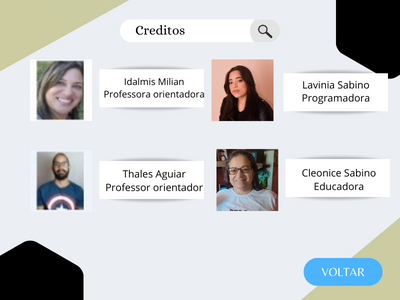 Creditos
Idalmis Milian
Professora orientadora
Lavinia Sabino
Programadora
Thales Aguiar
Professor orientador
Cleonice Sabino
Educadora
VOLTAR